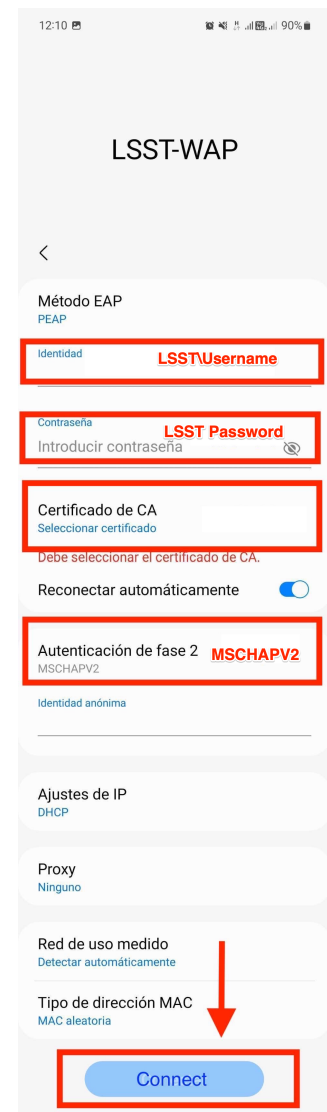 12:10 90%
LSST-WAP
Método EAP
PEAP
Identidad LSST\Username
Contraseña
LSST Password
Introducir contraseña
Certificado de CA
Seleccionar certificado
Debe seleccionar el certificado de CA.
Reconectar automáticamente
Autenticación de fase 2
MSCHAPV2
MSCHAPV2
Identidad anónima
Ajustes de IP
DHCP
Proxy
Ninguno
Red de uso medido
Detectar automáticamente
Tipo de dirección MAC
MAC aleatoria
Connect